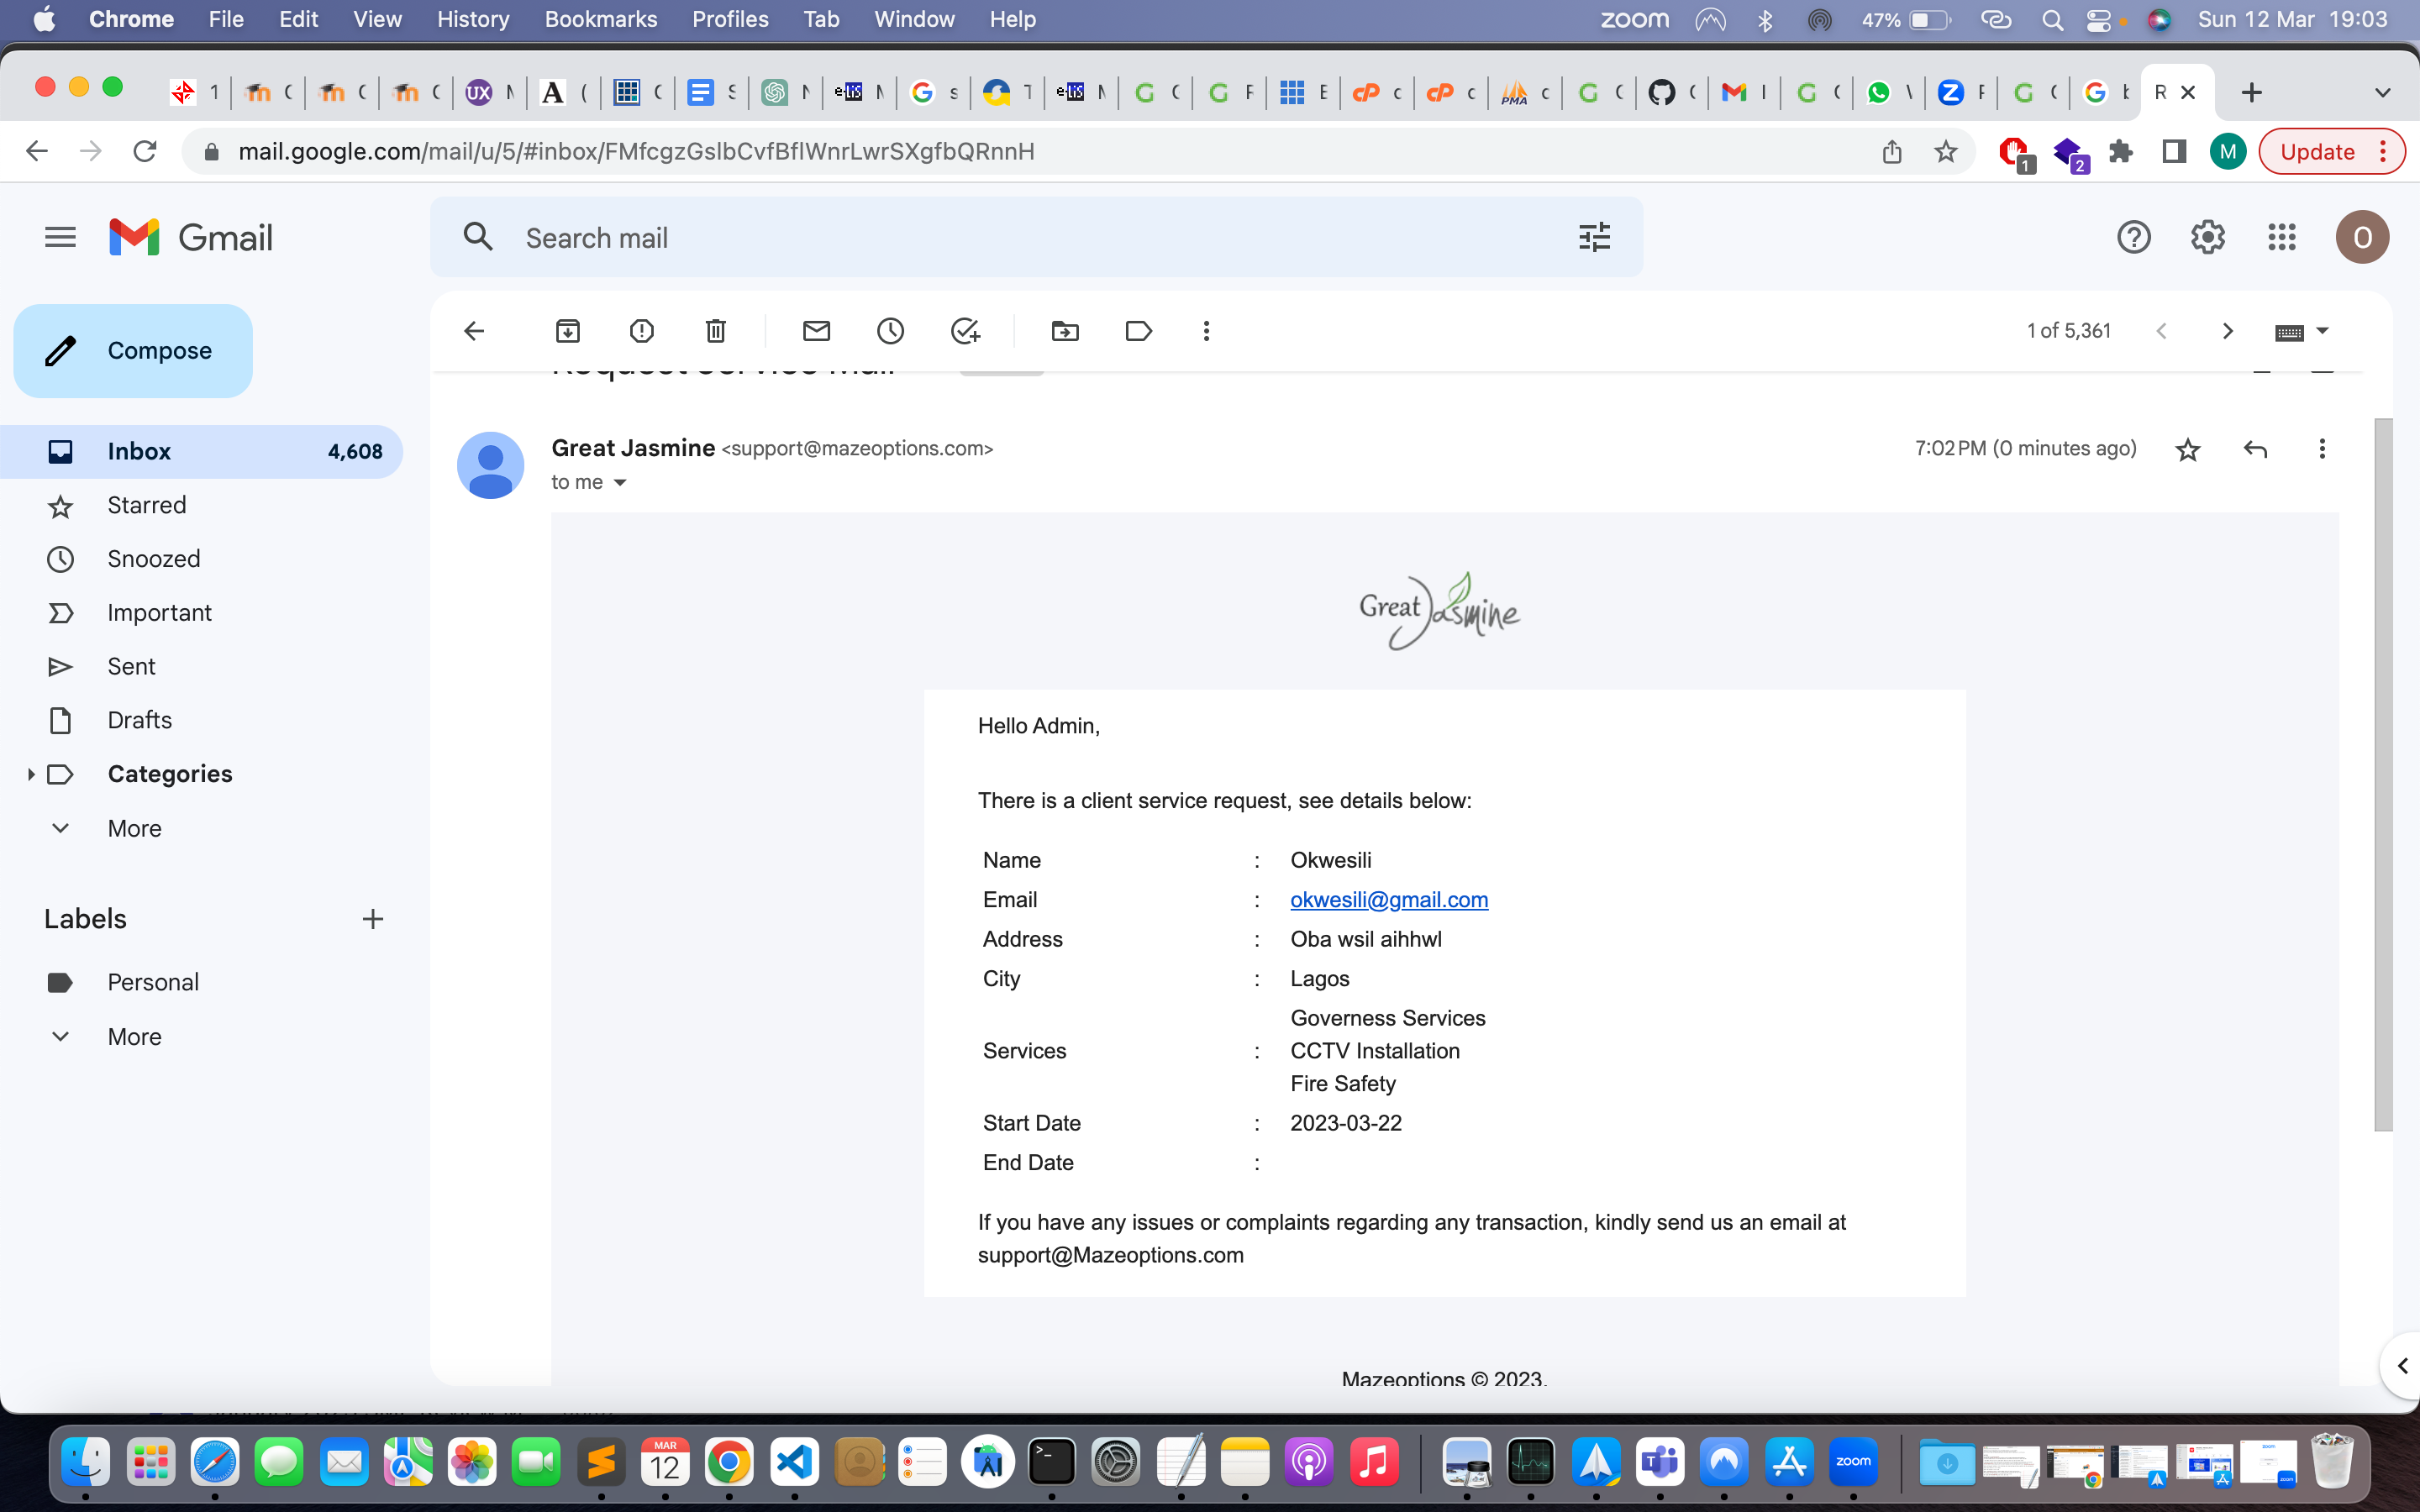 Chrome File Edit View History Bookmarks Profiles Tab Window Help zoom 47% Sun 12 Mar 19:03
mail.google.com/mail/u/5/#inbox/FMfcgzGslbCvfBflWnrLwrSXgfbQRnnH 1 2 M Update
Gmail Search mail O
Compose 1 of 5,361
Request Service Mail
Inbox 4,608
Great Jasmine <support@mazeoptions.com> 7:02 PM (0 minutes ago)
to me
Starred
Snoozed
Important
Sent
Drafts
Categories
More
Labels
Personal
More
Great Jasmine
Hello Admin,
There is a client service request, see details below:
Name : Okwesili
Email : okwesili@gmail.com
Address : Oba wsil aihhwl
City : Lagos
Governess Services
Services : CCTV Installation
Fire Safety
Start Date : 2023-03-22
End Date :
If you have any issues or complaints regarding any transaction, kindly send us an email at
support@Mazeoptions.com
Mazeoptions © 2023.
MAR
12
zoom